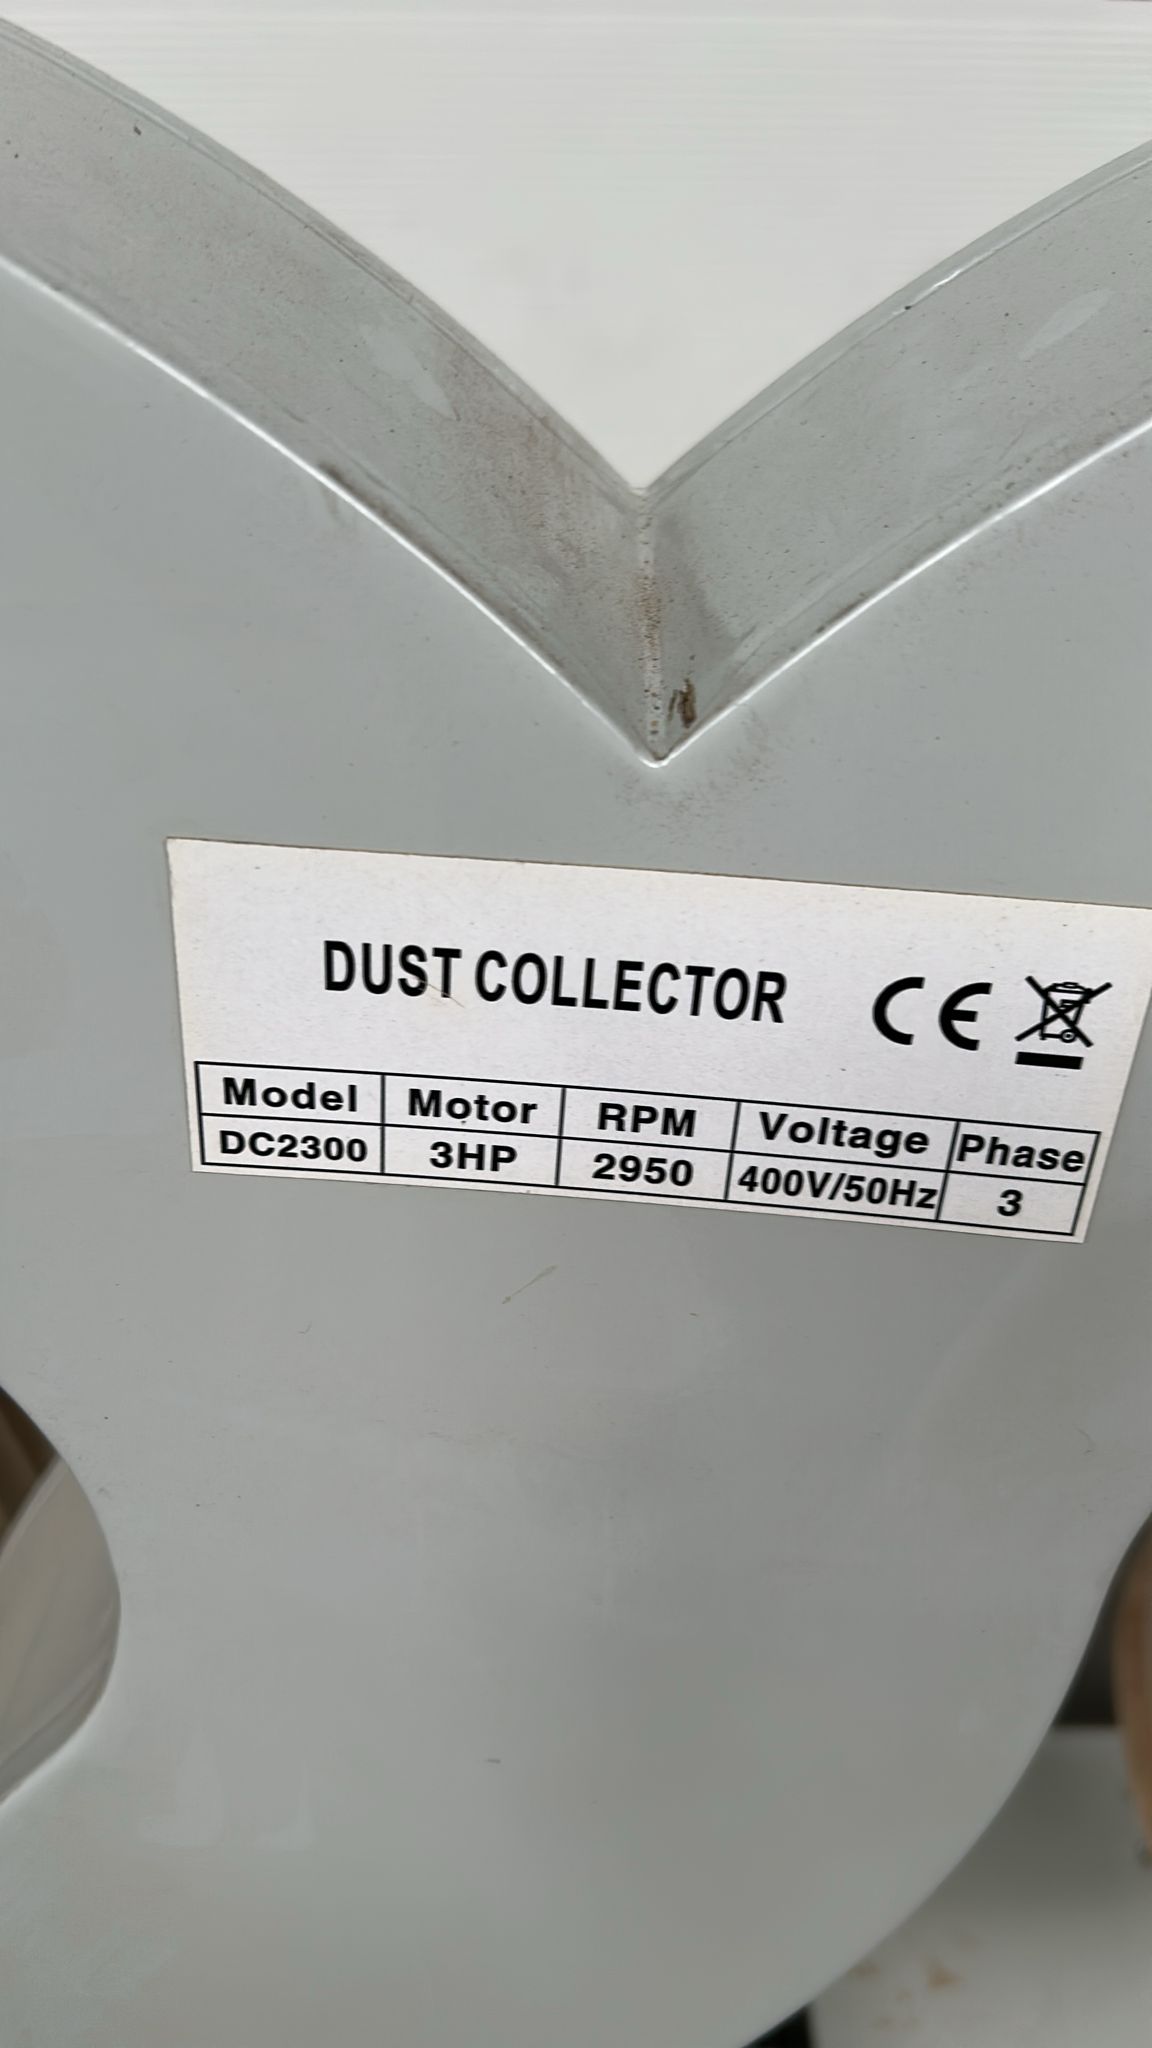 DUST COLLECTOR CE
Model Motor RPM Voltage Phase
DC2300 3HP 2950 400V/50Hz 3